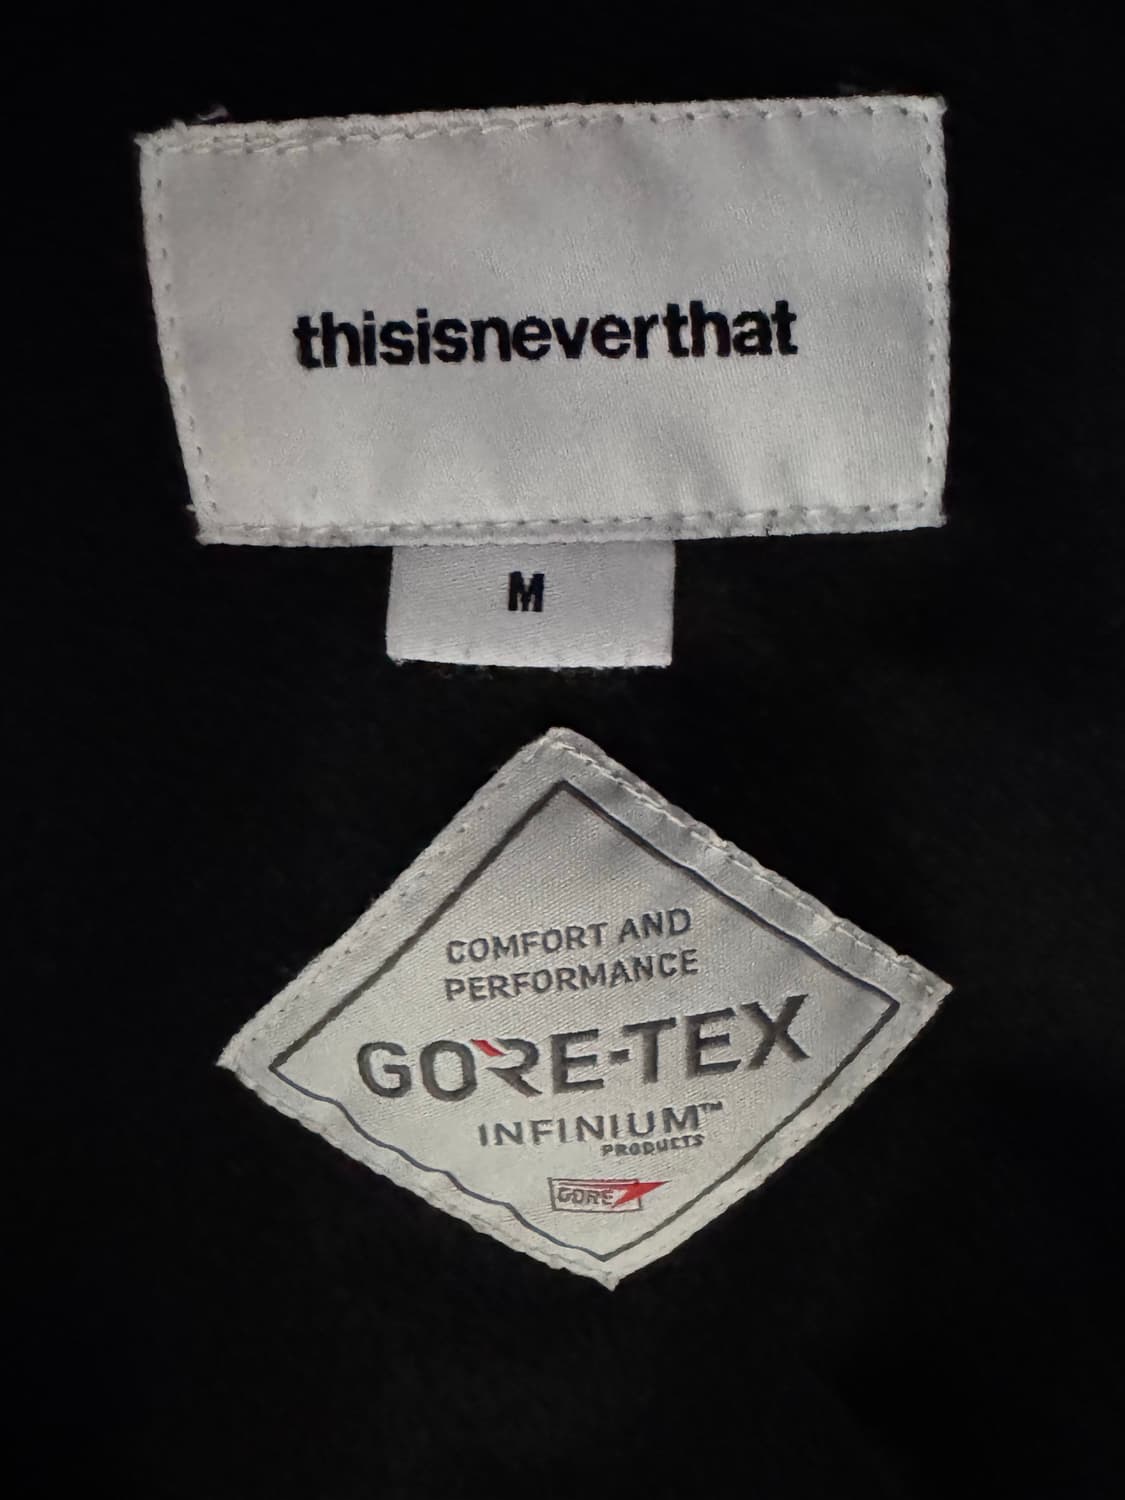 thisisneverthat
M
COMFORT AND
PERFORMANCE
GORE-TEX
INFINIUM™
PRODUCTS
GORE